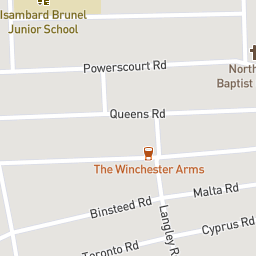 Isambard Brunel
Junior School
Powerscourt Rd
North
Baptist
Queens Rd
The Winchester Arms
Malta Rd
Binsteed Rd
Langley R
Cyprus Rd
Toronto Rd